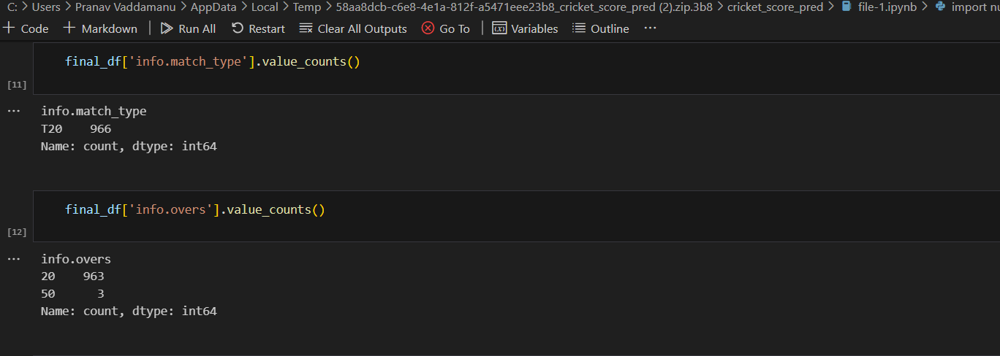 C: > Users > Pranav Vaddamanu > AppData > Local > Temp > 58aa8dcb-c6e8-4e1a-812f-a5471eee23b8_cricket_score_pred (2).zip.3b8 > cricket_score_pred > file-1.ipynb > import nu
+ Code + Markdown | Run All Restart Clear All Outputs Go To | Variables Outline ...
final_df['info.match_type'].value_counts()
[11]
... info.match_type
T20    966
Name: count, dtype: int64
final_df['info.overs'].value_counts()
[12]
... info.overs
20    963
50      3
Name: count, dtype: int64